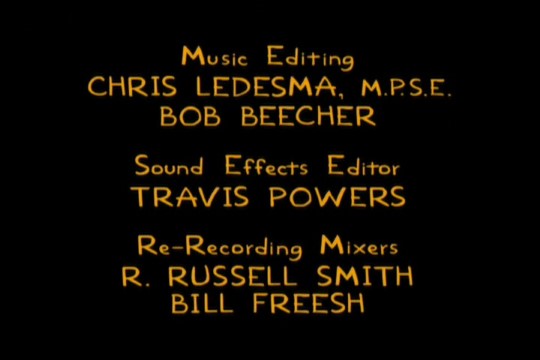 Music Editing
CHRIS LEDESMA, M.P.S.E.
BOB BEECHER
Sound Effects Editor
TRAVIS POWERS
Re-Recording Mixers
R. RUSSELL SMITH
BILL FREESH